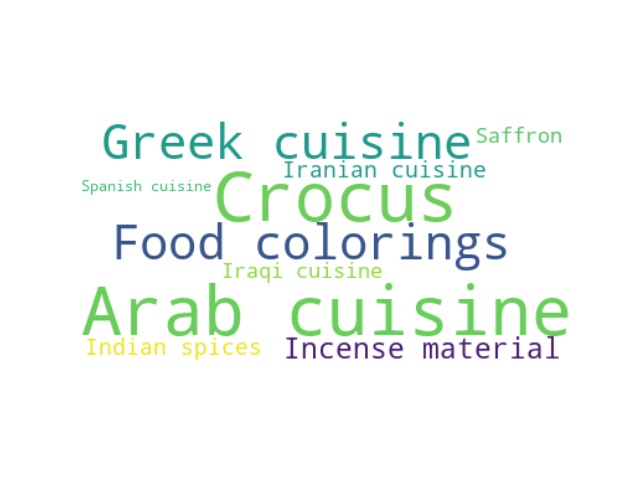 Greek cuisine
Saffron
Iranian cuisine
Spanish cuisine
Crocus
Food colorings
Iraqi cuisine
Arab cuisine
Indian spices
Incense material